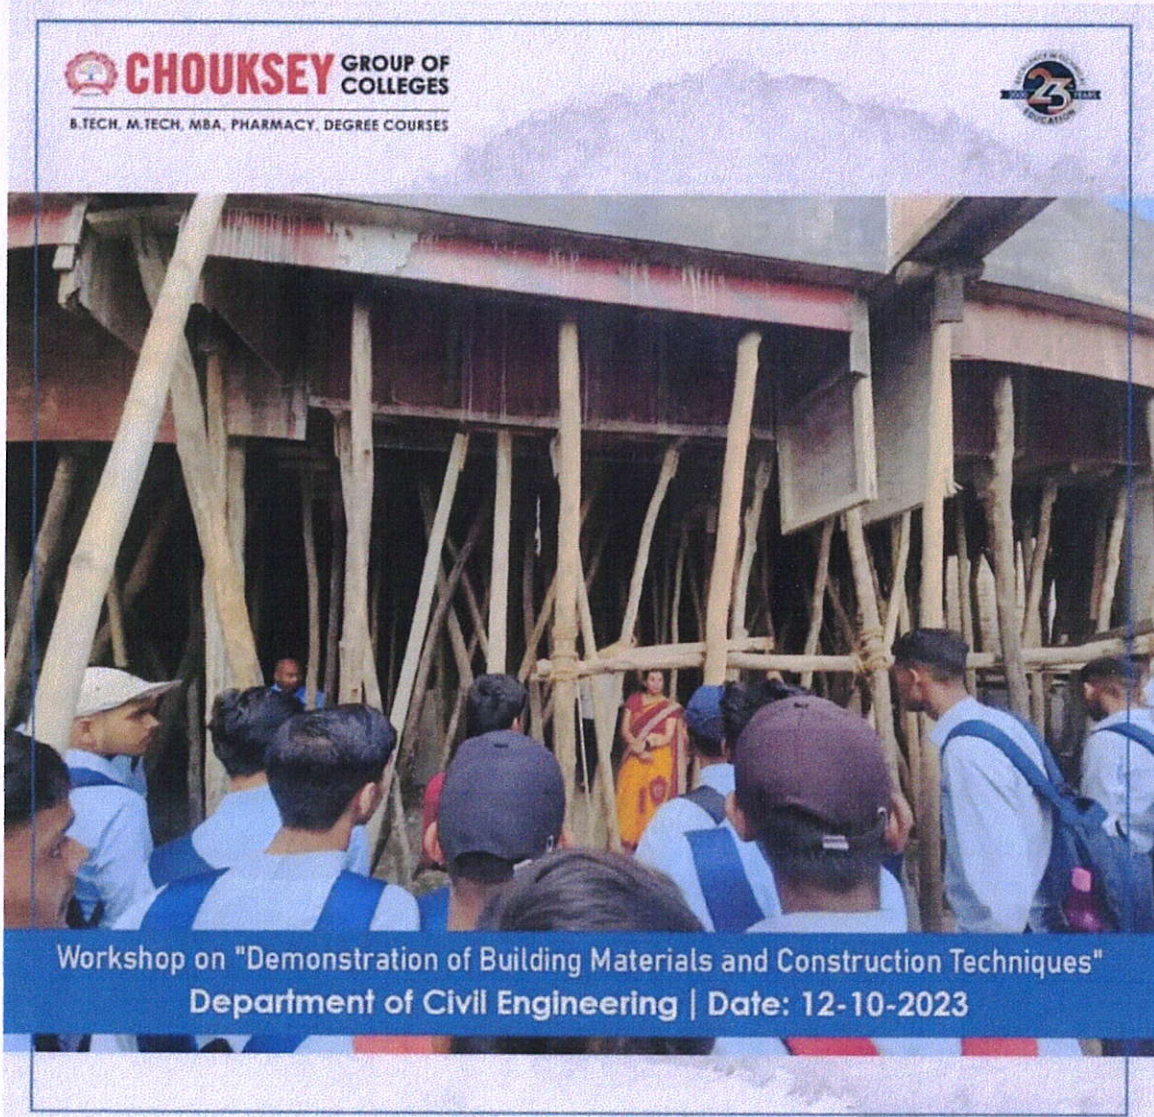 CHOUKSEY GROUP OF COLLEGES
B.TECH, M.TECH, MBA, PHARMACY, DEGREE COURSES
23
YEARS
EDUCATION
Workshop on "Demonstration of Building Materials and Construction Techniques"
Department of Civil Engineering | Date: 12-10-2023